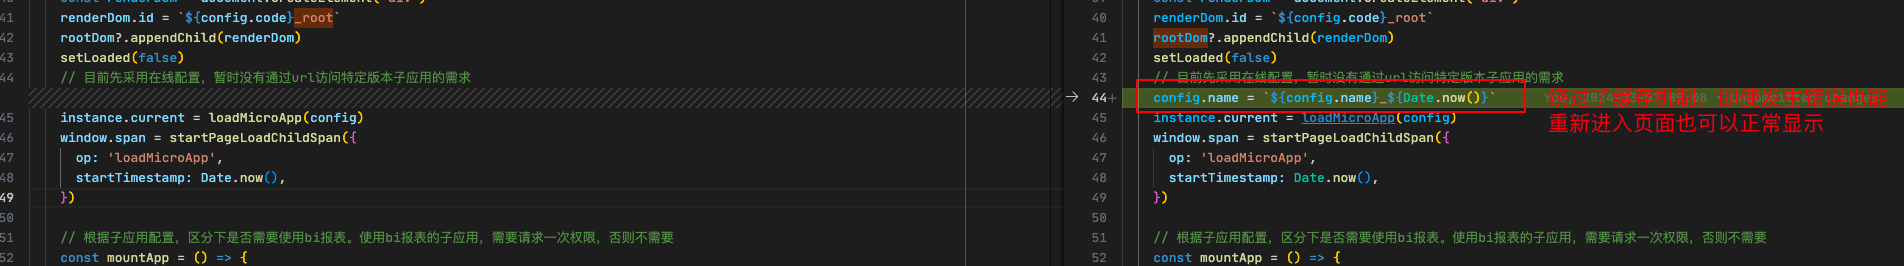 41 renderDom.id = `${config.code}_root`
42 rootDom?.appendChild(renderDom)
43 setLoaded(false)
44 // 目前先采用在线配置，暂时没有通过url访问特定版本子应用的需求
45 instance.current = loadMicroApp(config)
46 window.span = startPageLoadChildSpan({
47 op: 'loadMicroApp',
48 startTimestamp: Date.now(),
49 })
50
51 // 根据子应用配置，区分下是否需要使用bi报表。使用bi报表的子应用，需要请求一次权限，否则不需要
52 const mountApp = () => {
40 renderDom.id = `${config.code}_root`
41 rootDom?.appendChild(renderDom)
42 setLoaded(false)
43 // 目前先采用在线配置，暂时没有通过url访问特定版本子应用的需求
44+ config.name = `${config.name}_${Date.now()}`
45 instance.current = loadMicroApp(config)
46 window.span = startPageLoadChildSpan({
47 op: 'loadMicroApp',
48 startTimestamp: Date.now(),
49 })
50
51 // 根据子应用配置，区分下是否需要使用bi报表。使用bi报表的子应用，需要请求一次权限，否则不需要
52 const mountApp = () => {
重新进入页面也可以正常显示